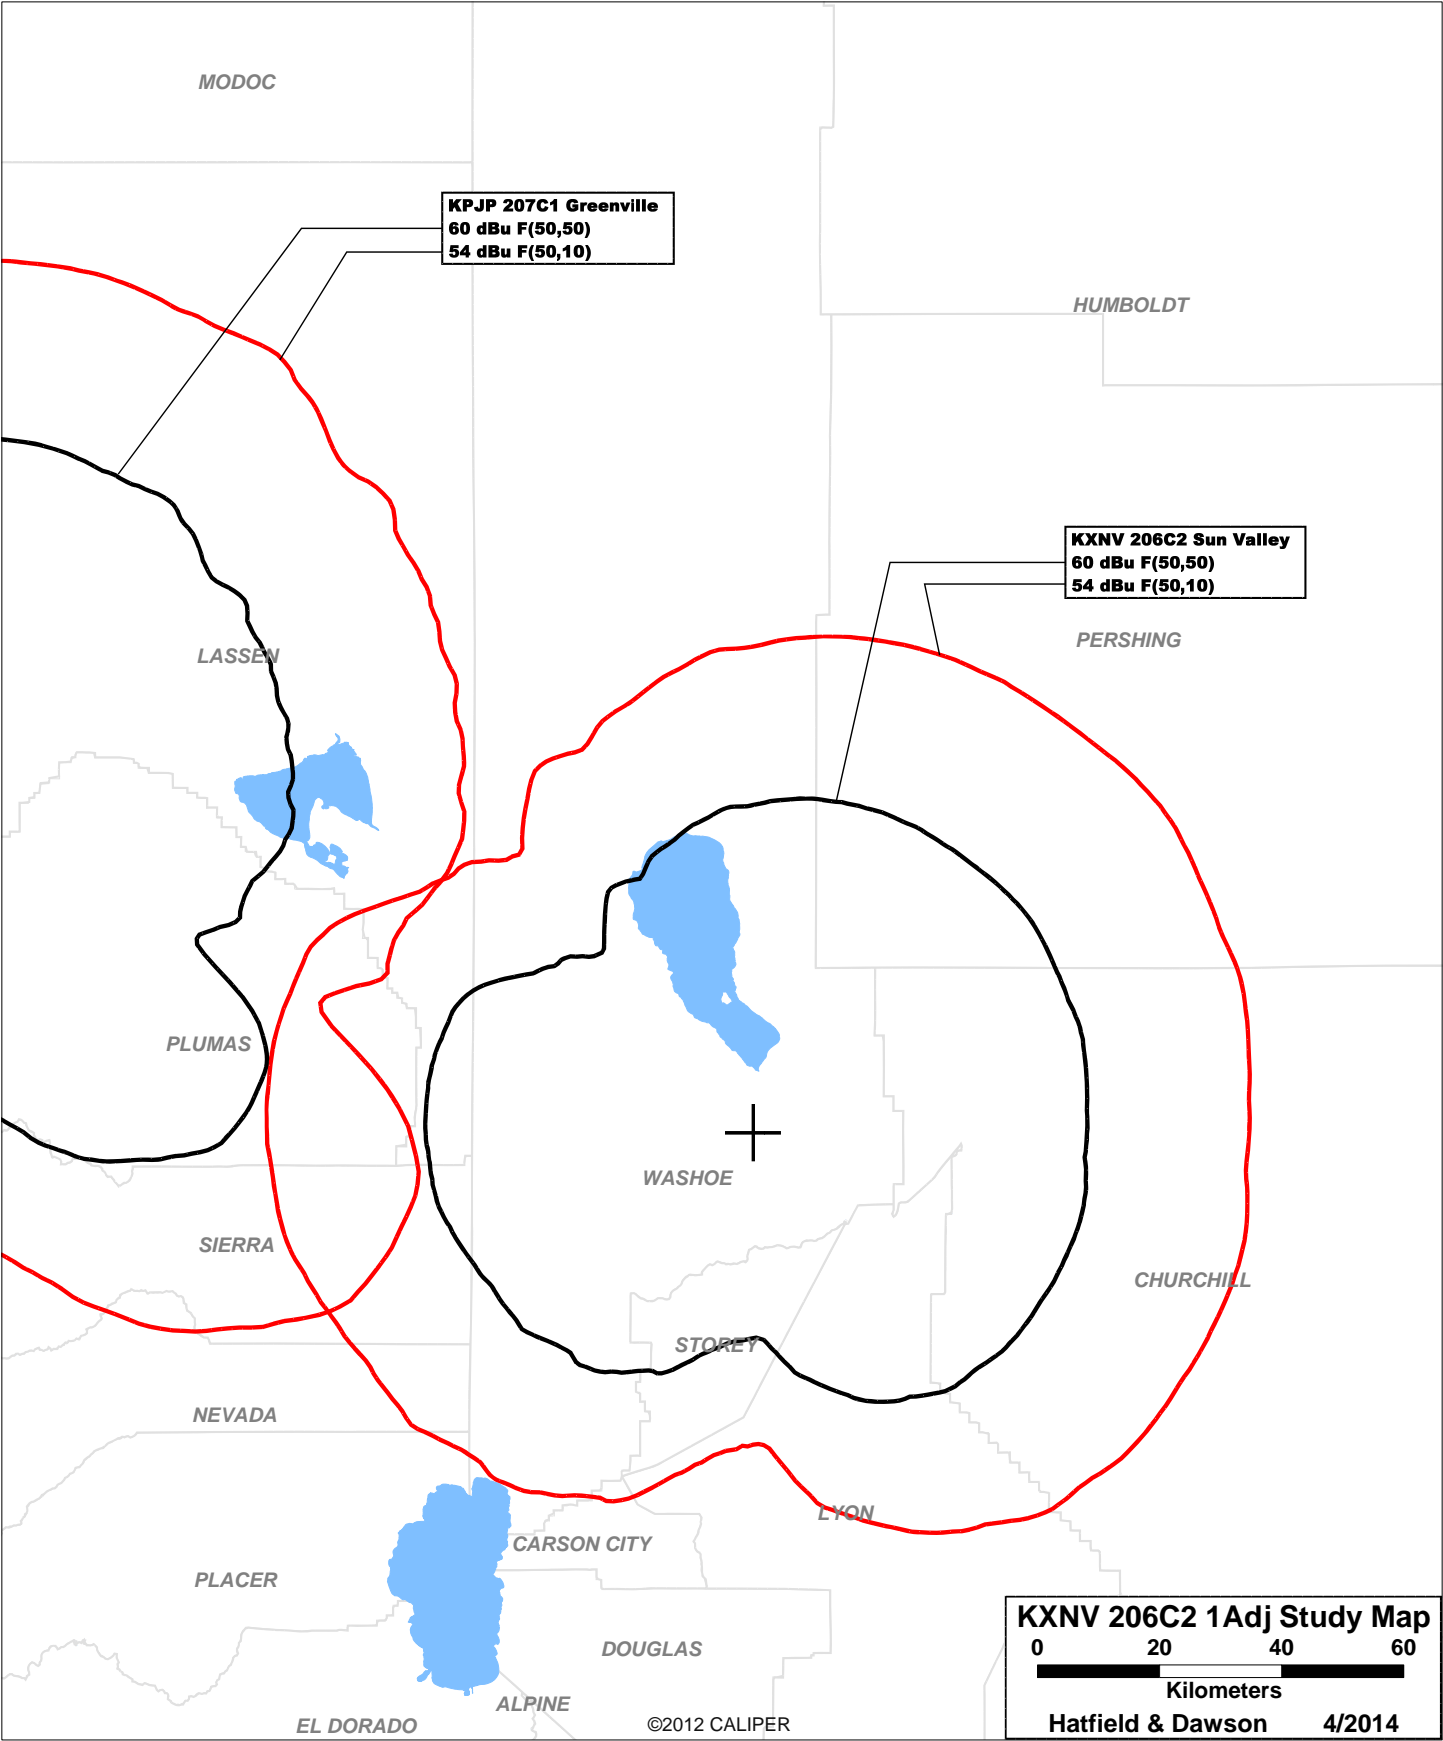 MODOC
KPJP 207C1 Greenville
60 dBu F(50,50)
54 dBu F(50,10)
HUMBOLDT
KXNV 206C2 Sun Valley
60 dBu F(50,50)
54 dBu F(50,10)
PERSHING
LASSEN
PLUMAS
WASHOE
SIERRA
CHURCHILL
STOREY
NEVADA
LYON
CARSON CITY
PLACER
DOUGLAS
ALPINE
EL DORADO
©2012 CALIPER
KXNV 206C2 1Adj Study Map
0 20 40 60
Kilometers
Hatfield & Dawson 4/2014